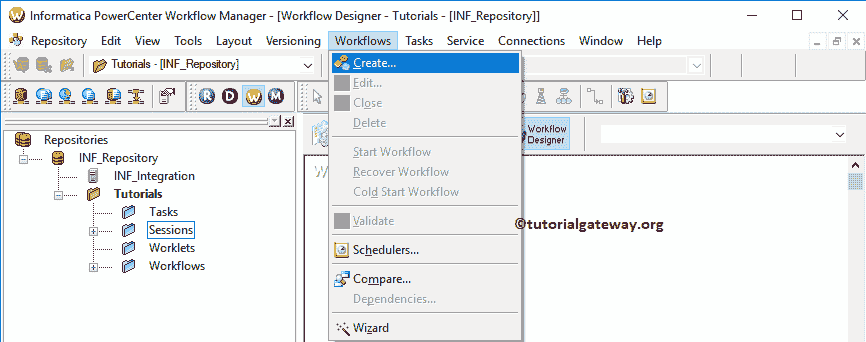 Informatica PowerCenter Workflow Manager - [Workflow Designer - Tutorials - [INF_Repository]]
Repository Edit View Tools Layout Versioning Workflows Tasks Service Connections Window Help
Tutorials - [INF_Repository]
R D W M
Repositories
INF_Repository
INF_Integration
Tutorials
Tasks
Sessions
Worklets
Workflows
Create...
Edit...
Close
Delete
Start Workflow
Recover Workflow
Cold Start Workflow
Validate
Schedulers...
Compare...
Dependencies...
Wizard
Workflow
Designer
©tutorialgateway.org